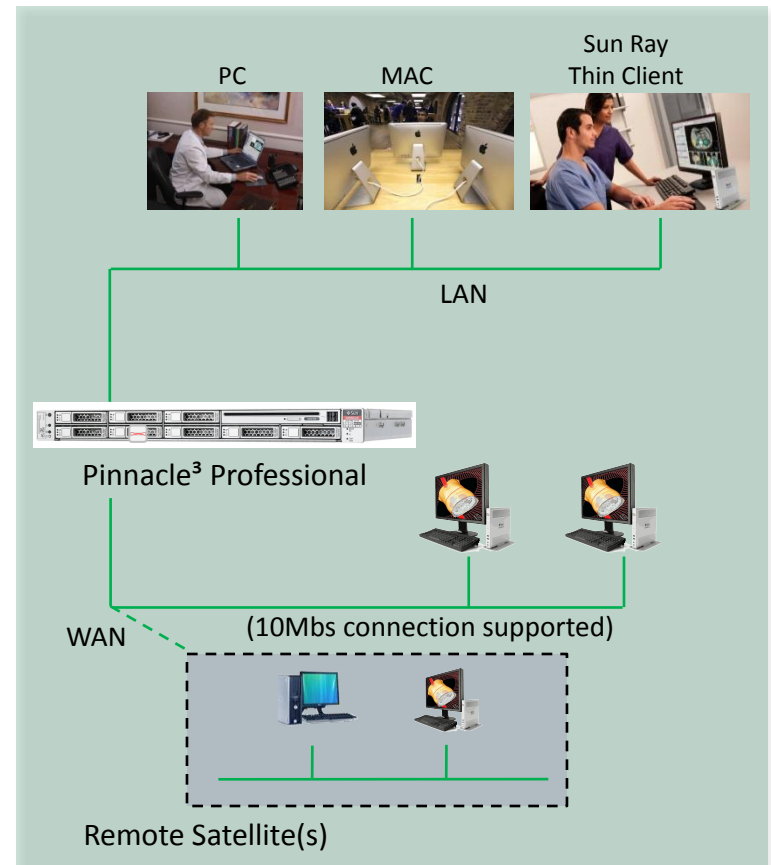 PC
MAC
Sun Ray
Thin Client
LAN
Pinnacle³ Professional
WAN
(10Mbs connection supported)
Remote Satellite(s)